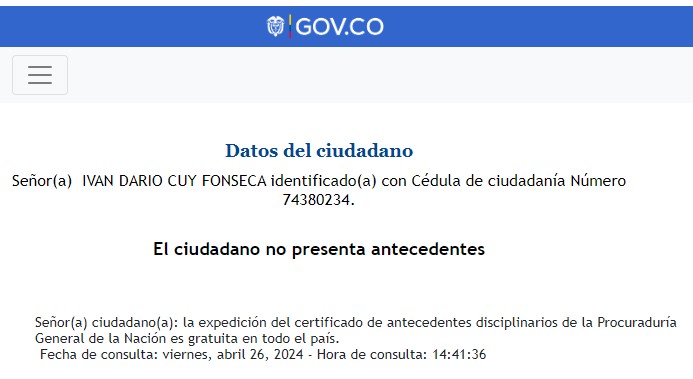 GOV.CO
Datos del ciudadano
Señor(a) IVAN DARIO CUY FONSECA identificado(a) con Cédula de ciudadanía Número
74380234.
El ciudadano no presenta antecedentes
Señor(a) ciudadano(a): la expedición del certificado de antecedentes disciplinarios de la Procuraduría
General de la Nación es gratuita en todo el país.
Fecha de consulta: viernes, abril 26, 2024 - Hora de consulta: 14:41:36